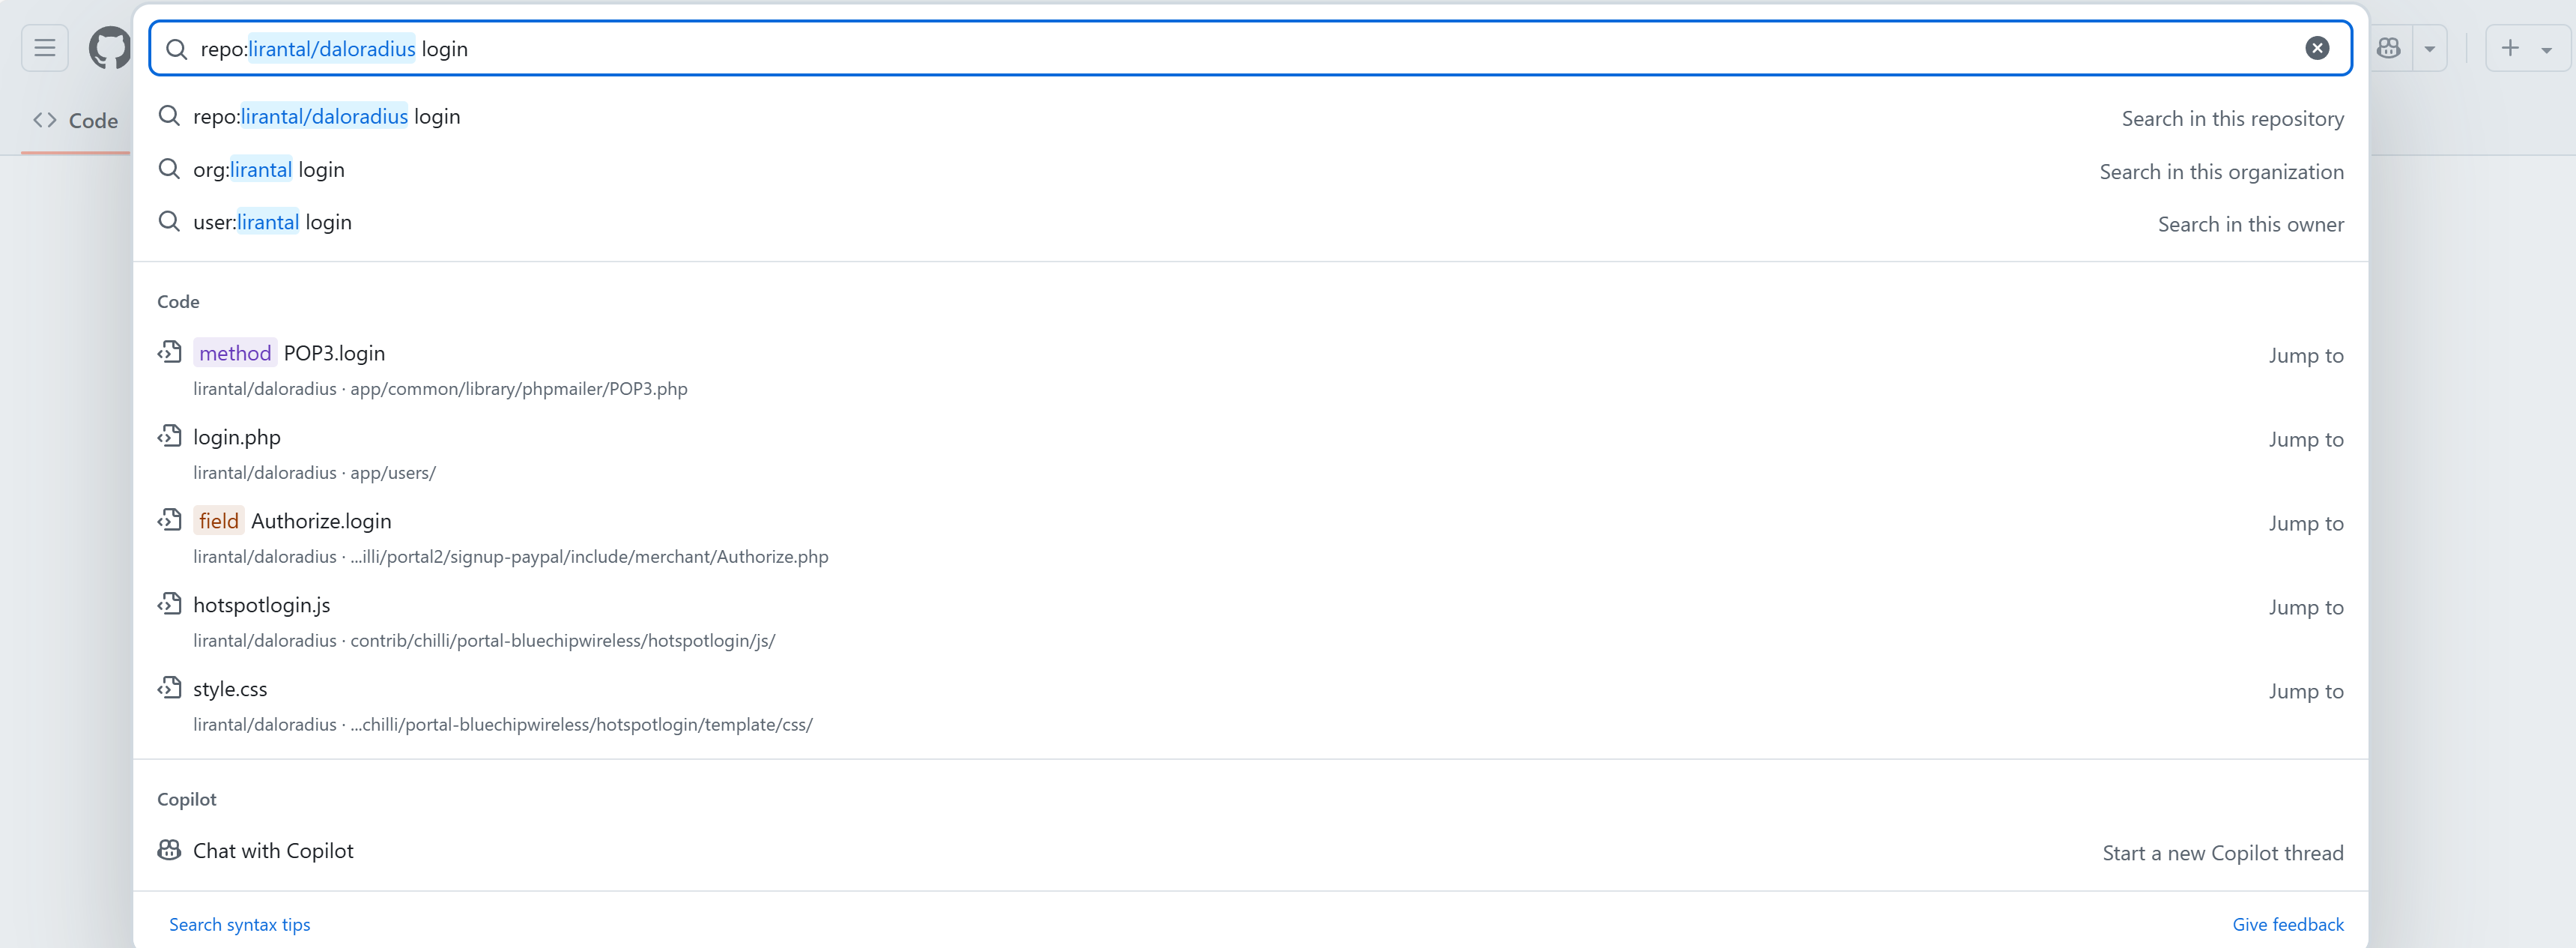 repo:lirantal/daloradius login
Code
repo:lirantal/daloradius login Search in this repository
org:lirantal login Search in this organization
user:lirantal login Search in this owner
Code
method POP3.login Jump to
lirantal/daloradius · app/common/library/phpmailer/POP3.php
login.php Jump to
lirantal/daloradius · app/users/
field Authorize.login Jump to
lirantal/daloradius · ...illi/portal2/signup-paypal/include/merchant/Authorize.php
hotspotlogin.js Jump to
lirantal/daloradius · contrib/chilli/portal-bluechipwireless/hotspotlogin/js/
style.css Jump to
lirantal/daloradius · ...chilli/portal-bluechipwireless/hotspotlogin/template/css/
Copilot
Chat with Copilot Start a new Copilot thread
Search syntax tips Give feedback